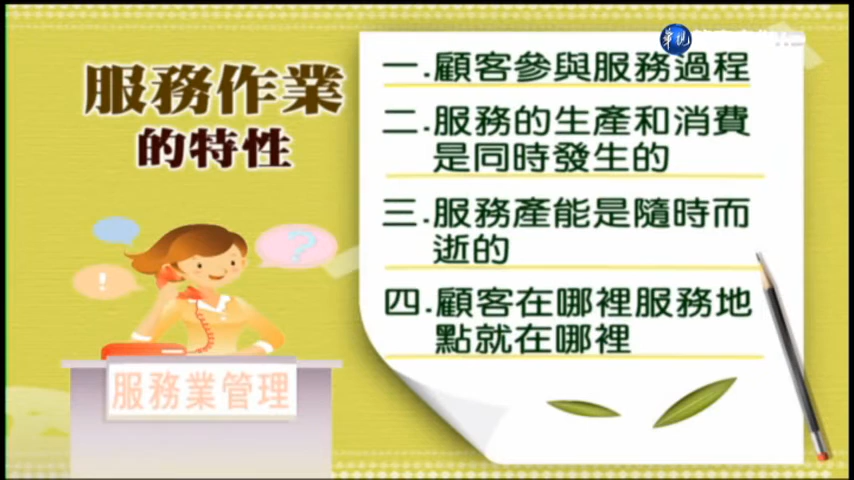 華視
服務作業
的特性
一.顧客參與服務過程
二.服務的生產和消費
是同時發生的
三.服務產能是隨時而
逝的
四.顧客在哪裡服務地
點就在哪裡
?
!
服務業管理